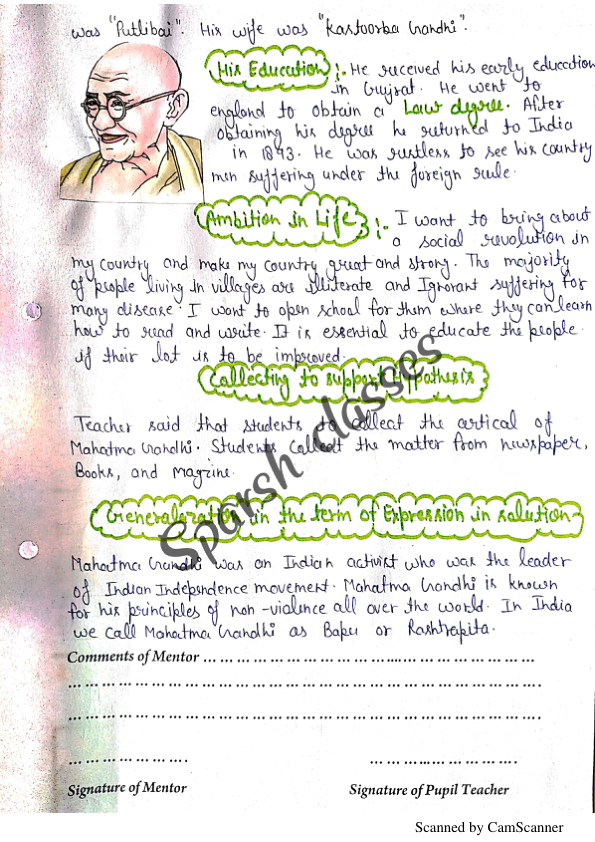 was "Putlibai". His wife was "Kastoorba Gandhi".
His Education :- He received his early education
in Gujrat. He went to
england to obtain a Law degree. After
obtaining his degree he returned to India
in 1893. He was rustless to see his country
men suffering under the foreign rule.
Ambition in Life :- I want to bring about
a social revolution in
my country and make my country great and strong. The majority
of people living in villages are illiterate and Ignorant suffering for
many disease. I want to open school for them where they can learn
how to read and write. It is essential to educate the people
if their lot is to be improved.
Collecting to support Hypothesis
Teacher said that students to collect the artical of
Mahatma Gandhi. Students collect the matter from newspaper,
Books, and magzine.
Generalaration in the term of Expression in salution
Mahatma Gandhi was an Indian activist who was the leader
of Indian Independence movement. Mahatma Gandhi is known
for his principles of non-violence all over the world. In India
we call Mahatma Gandhi as Bapu or Rashtrapita.
Sparsh classes
Comments of Mentor ... ... ... ... ... ... ... ... ... ... ... ... ... ... ... ... ... ...
... ... ... ... ... ... ... ... ... ... ... ... ... ... ... ... ... ... ... ... ... ... ... ...
... ... ... ... ... ... ... ... ... ... ... ... ... ... ... ... ... ... ... ... ... ... ... ...
... ... ... ... ... ... ... ... ... ... ... ... ... ...
Signature of Mentor Signature of Pupil Teacher
Scanned by CamScanner